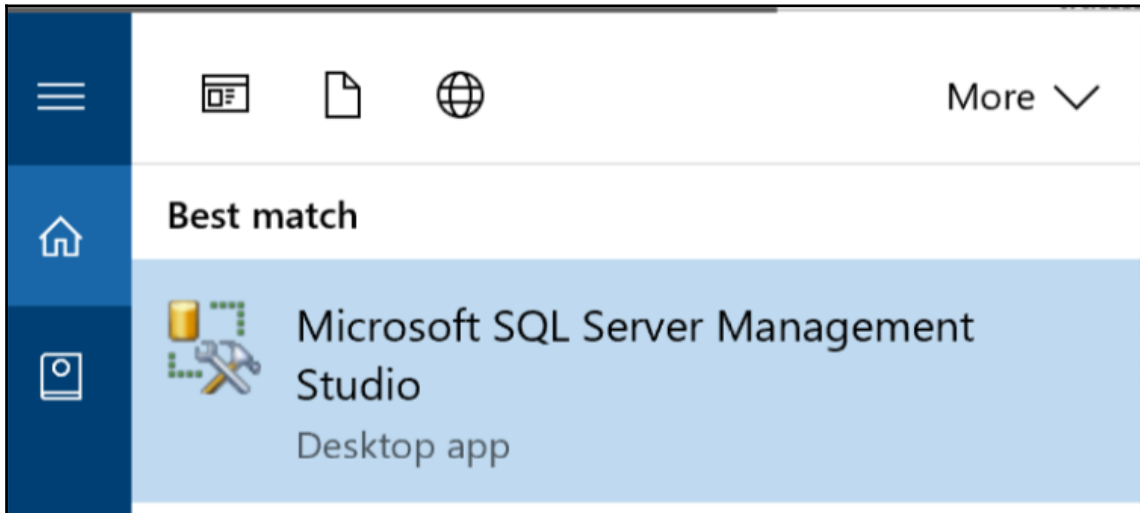 More
Best match
Microsoft SQL Server Management
Studio
Desktop app